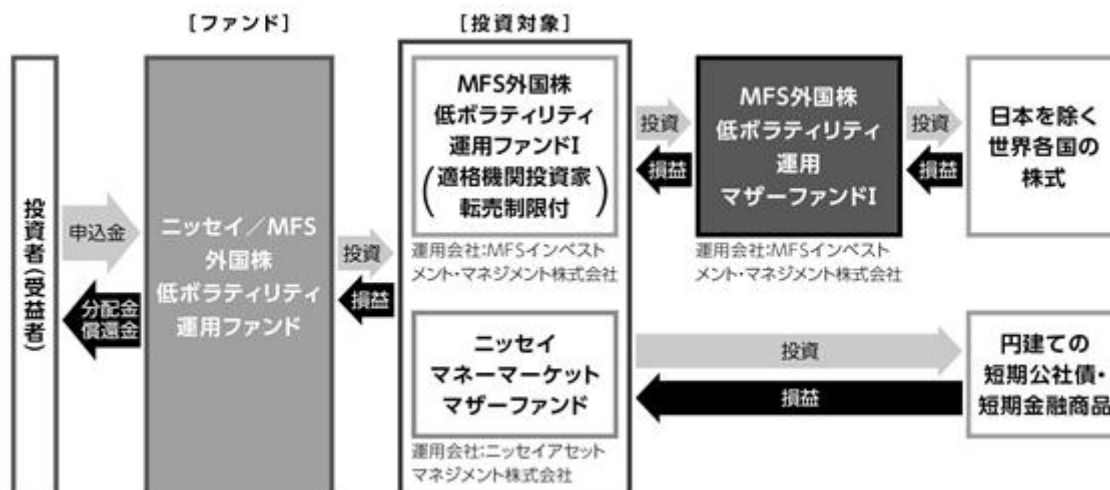 [ファンド]
[投資対象]
投資者(受益者)
申込金
分配金
償還金
ニッセイ/MFS
外国株
低ボラティリティ
運用ファンド
投資
損益
MFS外国株
低ボラティリティ
運用ファンドI
(適格機関投資家
転売制限付)
運用会社:MFSインベスト
メント・マネジメント株式会社
投資
損益
MFS外国株
低ボラティリティ
運用
マザーファンドI
運用会社:MFSインベスト
メント・マネジメント株式会社
投資
損益
日本を除く
世界各国の
株式
ニッセイ
マネーマーケット
マザーファンド
運用会社:ニッセイアセット
マネジメント株式会社
投資
損益
円建ての
短期公社債・
短期金融商品